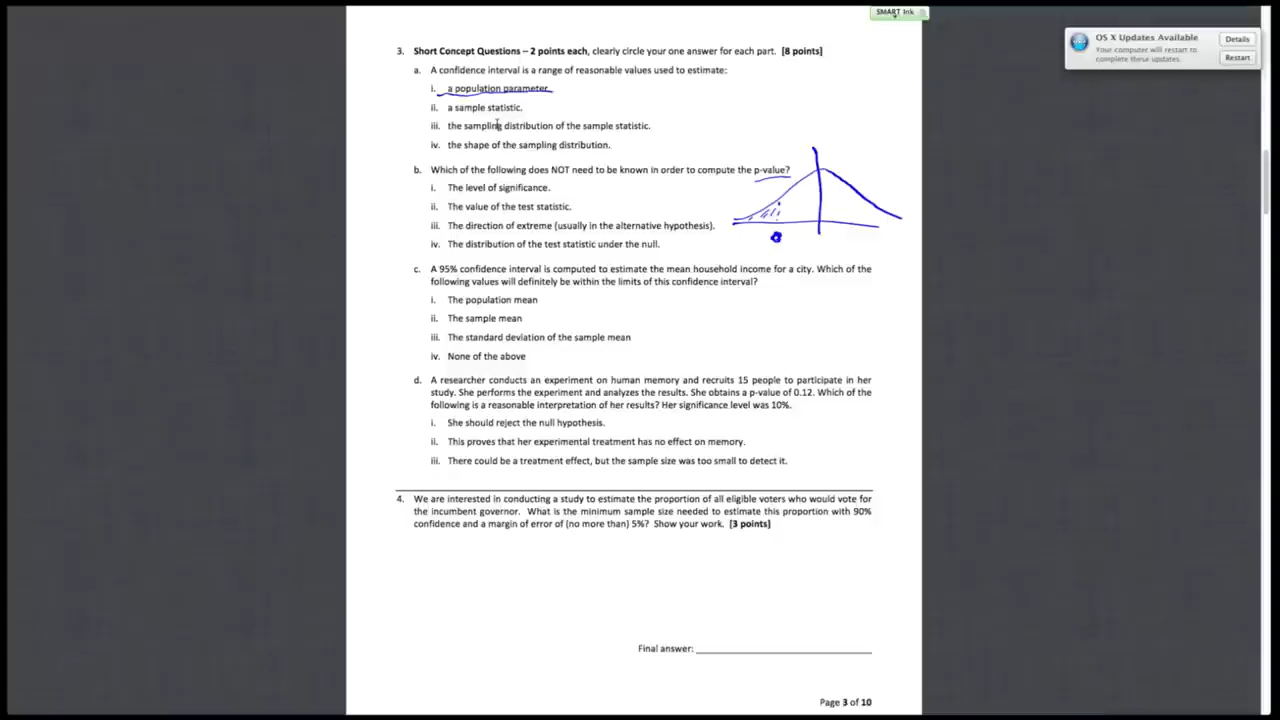 SMART Ink
OS X Updates Available
Your computer will restart to
complete these updates.
Details
Restart
3. Short Concept Questions – 2 points each, clearly circle your one answer for each part. [8 points]
a. A confidence interval is a range of reasonable values used to estimate:
i. a population parameter.
ii. a sample statistic.
iii. the sampling distribution of the sample statistic.
iv. the shape of the sampling distribution.
b. Which of the following does NOT need to be known in order to compute the p-value?
i. The level of significance.
ii. The value of the test statistic.
iii. The direction of extreme (usually in the alternative hypothesis).
iv. The distribution of the test statistic under the null.
c. A 95% confidence interval is computed to estimate the mean household income for a city. Which of the
following values will definitely be within the limits of this confidence interval?
i. The population mean
ii. The sample mean
iii. The standard deviation of the sample mean
iv. None of the above
d. A researcher conducts an experiment on human memory and recruits 15 people to participate in her
study. She performs the experiment and analyzes the results. She obtains a p-value of 0.12. Which of the
following is a reasonable interpretation of her results? Her significance level was 10%.
i. She should reject the null hypothesis.
ii. This proves that her experimental treatment has no effect on memory.
iii. There could be a treatment effect, but the sample size was too small to detect it.
4. We are interested in conducting a study to estimate the proportion of all eligible voters who would vote for
the incumbent governor. What is the minimum sample size needed to estimate this proportion with 90%
confidence and a margin of error of (no more than) 5%? Show your work. [3 points]
Final answer: ____________________
Page 3 of 10